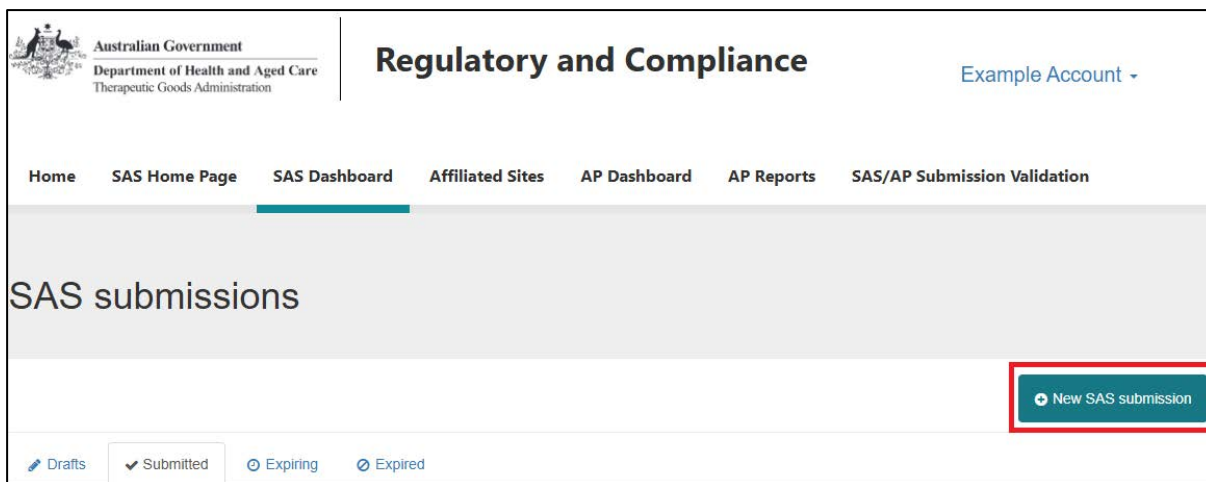 Australian Government
Department of Health and Aged Care
Therapeutic Goods Administration
Regulatory and Compliance
Example Account
Home SAS Home Page SAS Dashboard Affiliated Sites AP Dashboard AP Reports SAS/AP Submission Validation
SAS submissions
New SAS submission
Drafts Submitted Expiring Expired